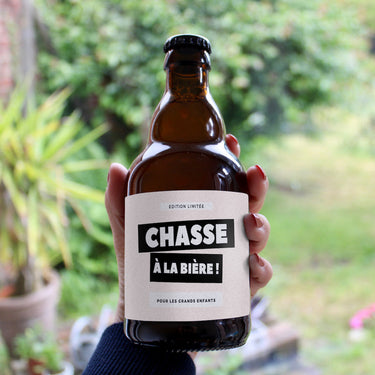 EDITION LIMITÉE
CHASSE
À LA BIÈRE !
POUR LES GRANDS ENFANTS